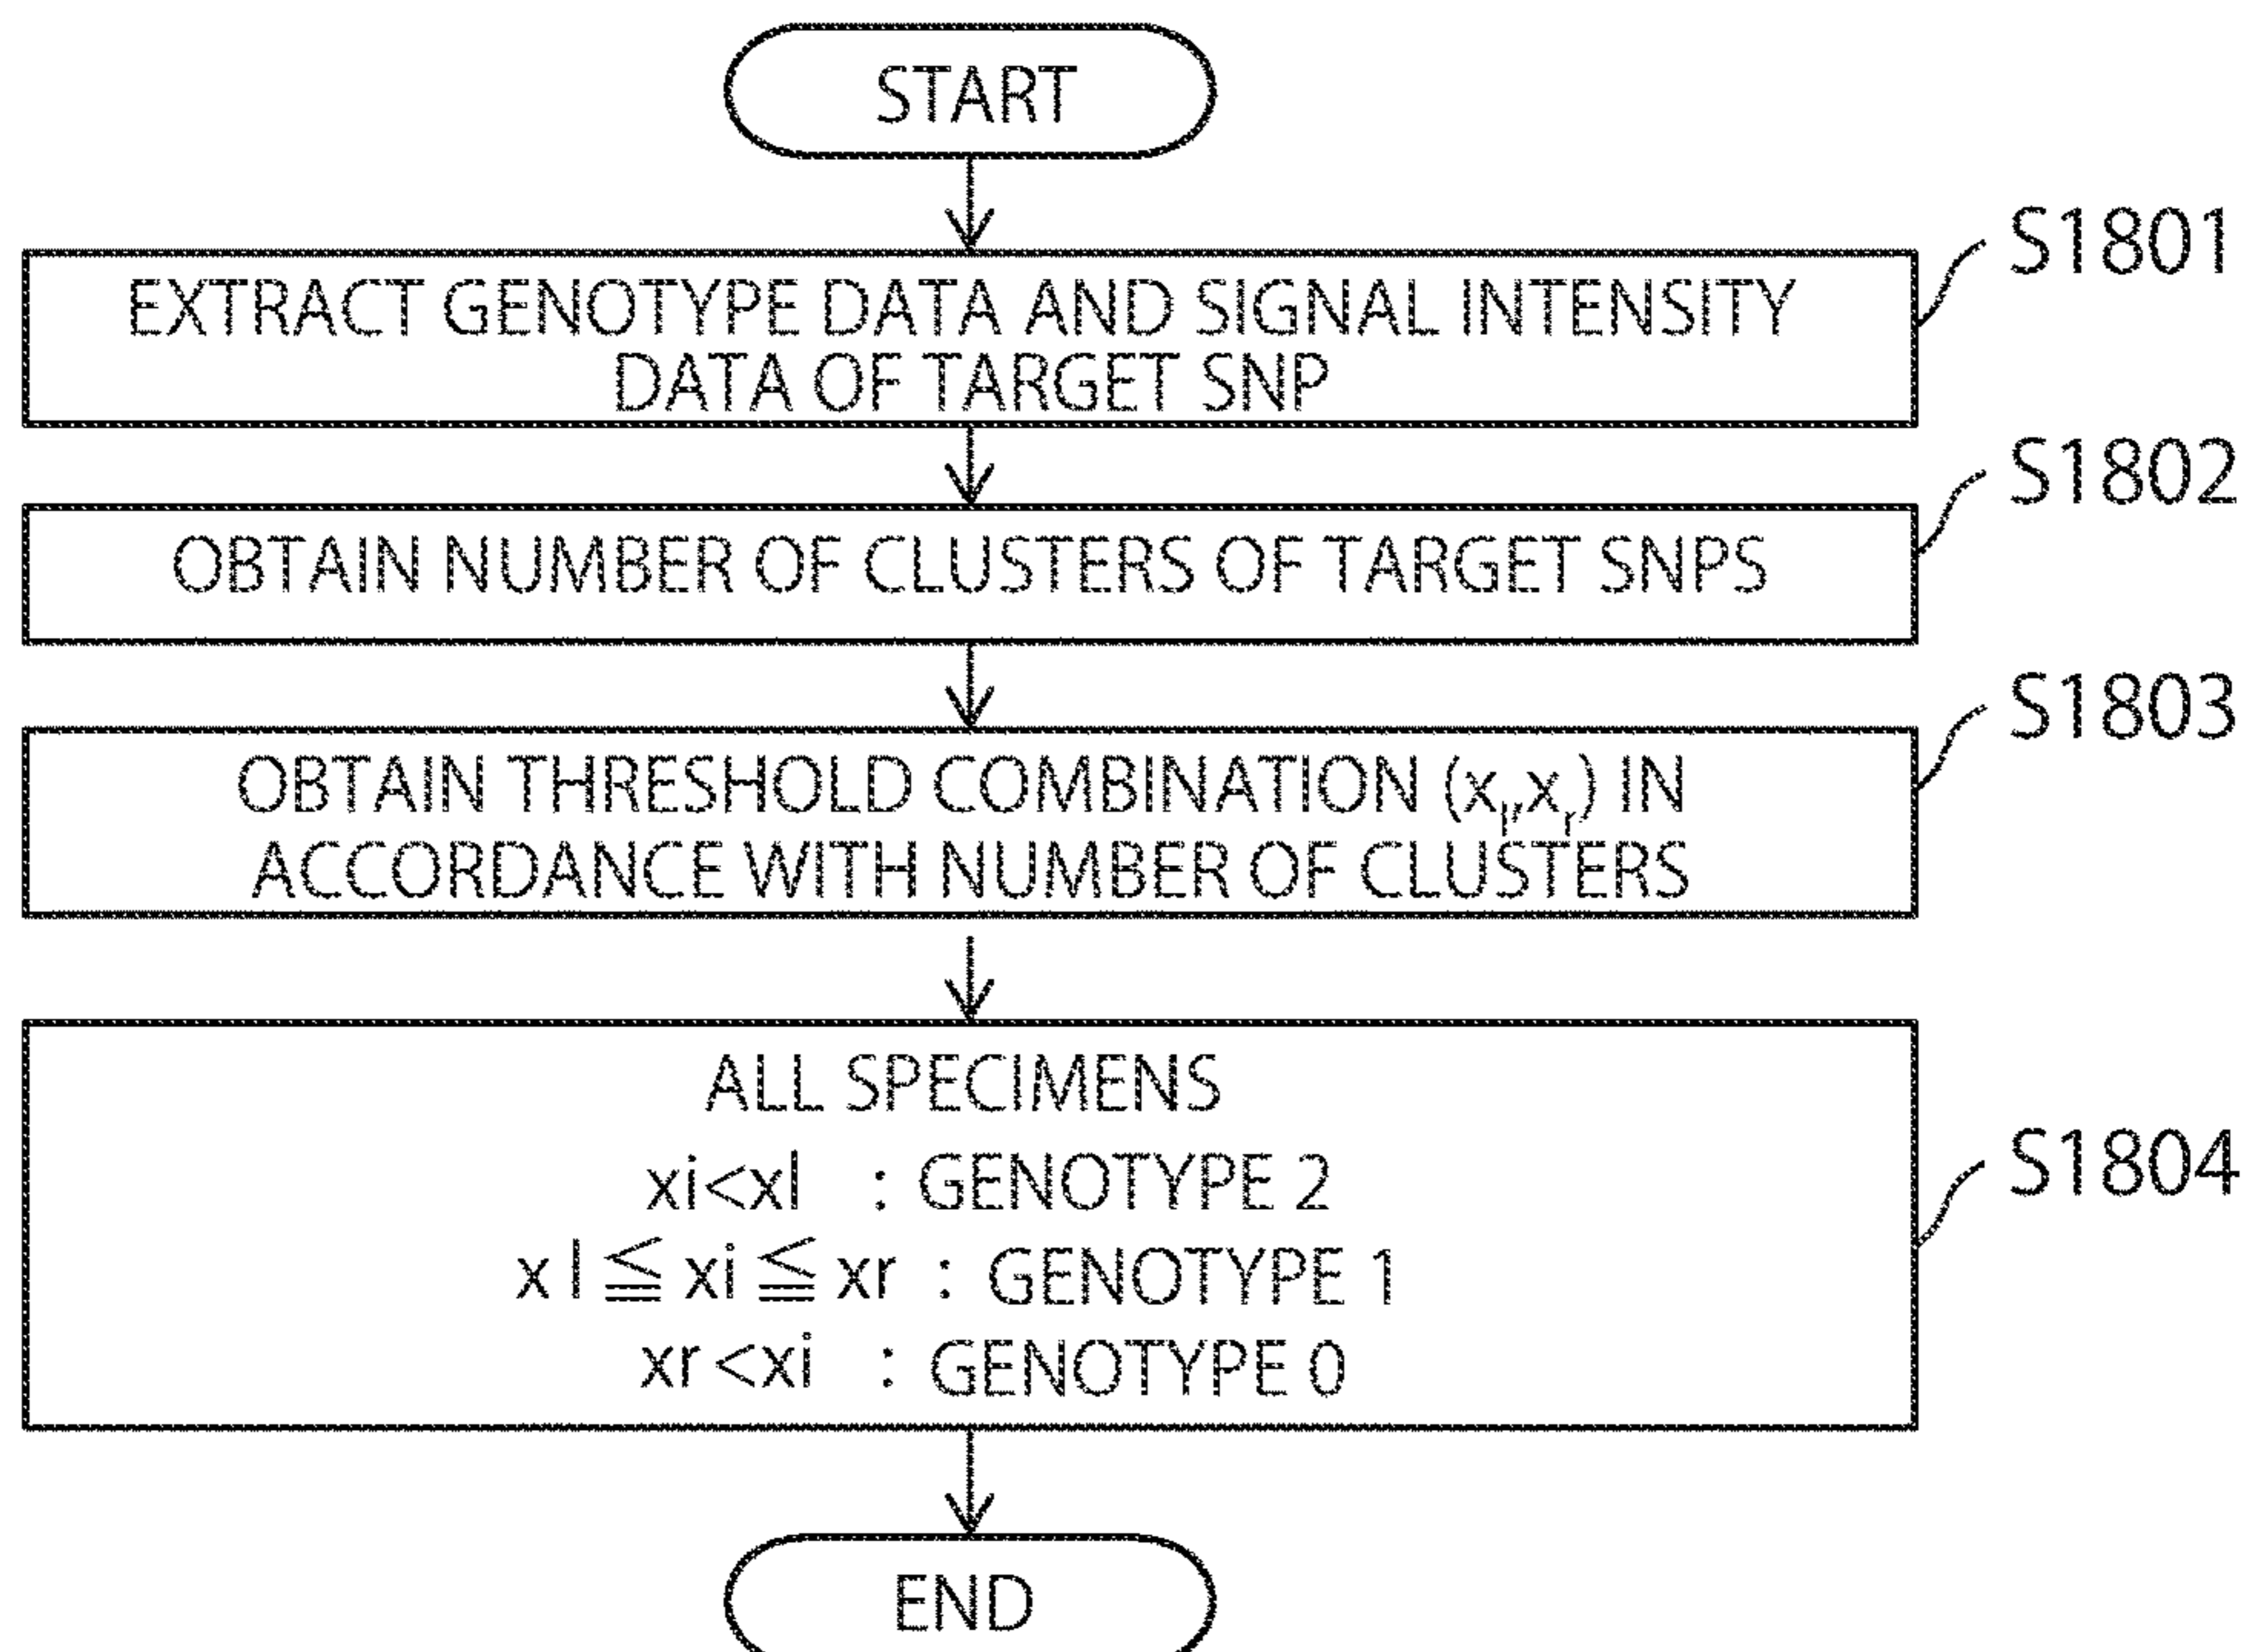 START
S1801
EXTRACT GENOTYPE DATA AND SIGNAL INTENSITY
DATA OF TARGET SNP
S1802
OBTAIN NUMBER OF CLUSTERS OF TARGET SNPS
S1803
OBTAIN THRESHOLD COMBINATION (xl,xr) IN
ACCORDANCE WITH NUMBER OF CLUSTERS
S1804
ALL SPECIMENS
xi<xl : GENOTYPE 2
xl≦xi≦xr : GENOTYPE 1
xr<xi : GENOTYPE 0
END